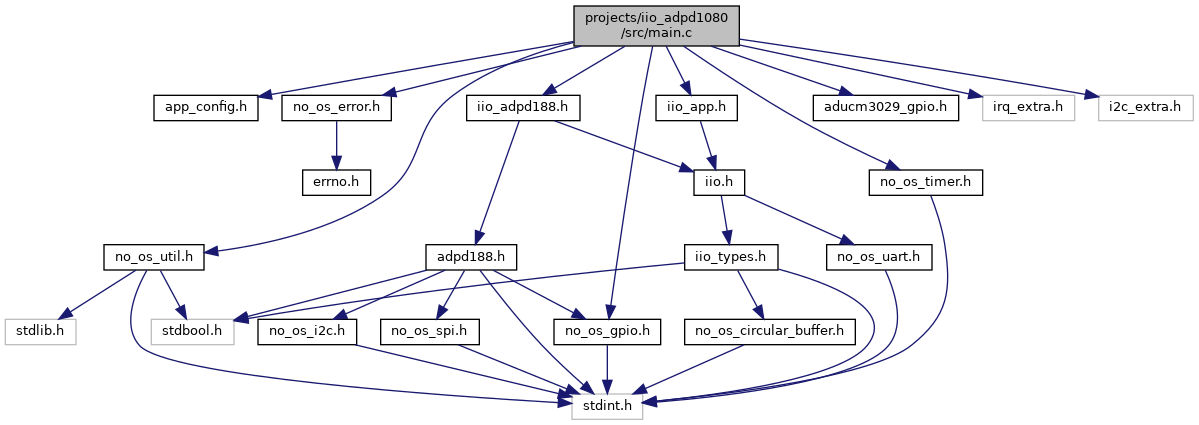 projects/iio_adpd1080
/src/main.c
app_config.h
no_os_error.h
iio_adpd188.h
iio_app.h
aducm3029_gpio.h
irq_extra.h
i2c_extra.h
errno.h
iio.h
no_os_timer.h
no_os_util.h
adpd188.h
iio_types.h
no_os_uart.h
stdlib.h
stdbool.h
no_os_i2c.h
no_os_spi.h
no_os_gpio.h
no_os_circular_buffer.h
stdint.h